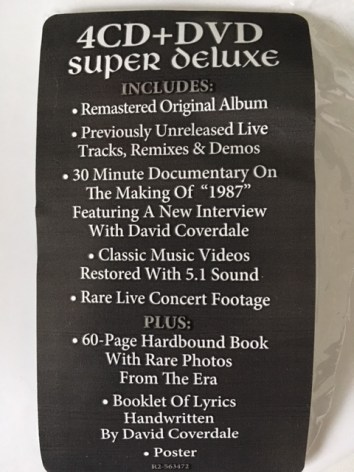 4CD+DVD
SUPER DELUXE
INCLUDES:
• Remastered Original Album
• Previously Unreleased Live
Tracks, Remixes & Demos
• 30 Minute Documentary On
The Making Of “1987”
Featuring A New Interview
With David Coverdale
• Classic Music Videos
Restored With 5.1 Sound
• Rare Live Concert Footage
PLUS:
• 60-Page Hardbound Book
With Rare Photos
From The Era
• Booklet Of Lyrics
Handwritten
By David Coverdale
• Poster
R2-563472